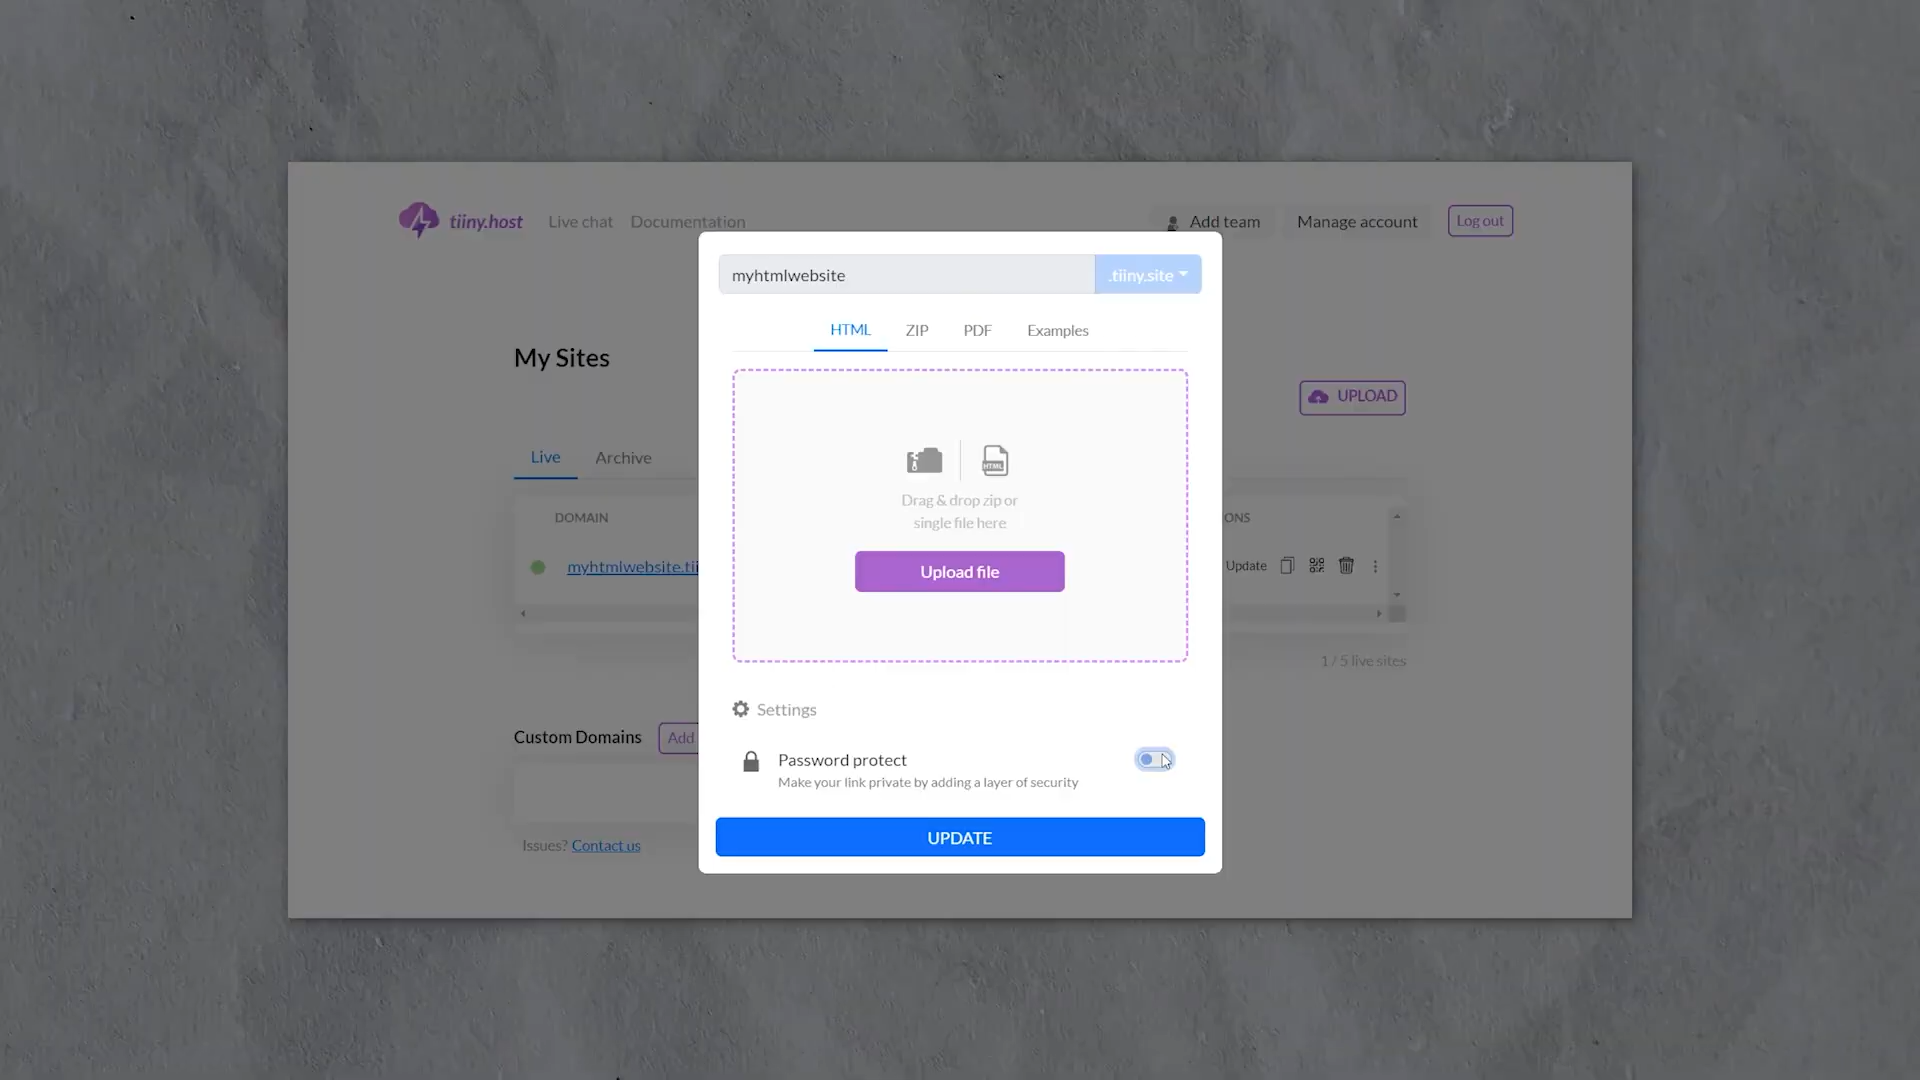 tiiny.host Live chat Documentation Add team Manage account Log out
myhtmlwebsite .tiiny.site
HTML ZIP PDF Examples
My Sites
UPLOAD
Live Archive
HTML
Drag & drop zip or
single file here
DOMAIN ONS
myhtmlwebsite.tii Update
Upload file
1 / 5 live sites
Settings
Custom Domains Add
Password protect
Make your link private by adding a layer of security
UPDATE
Issues? Contact us